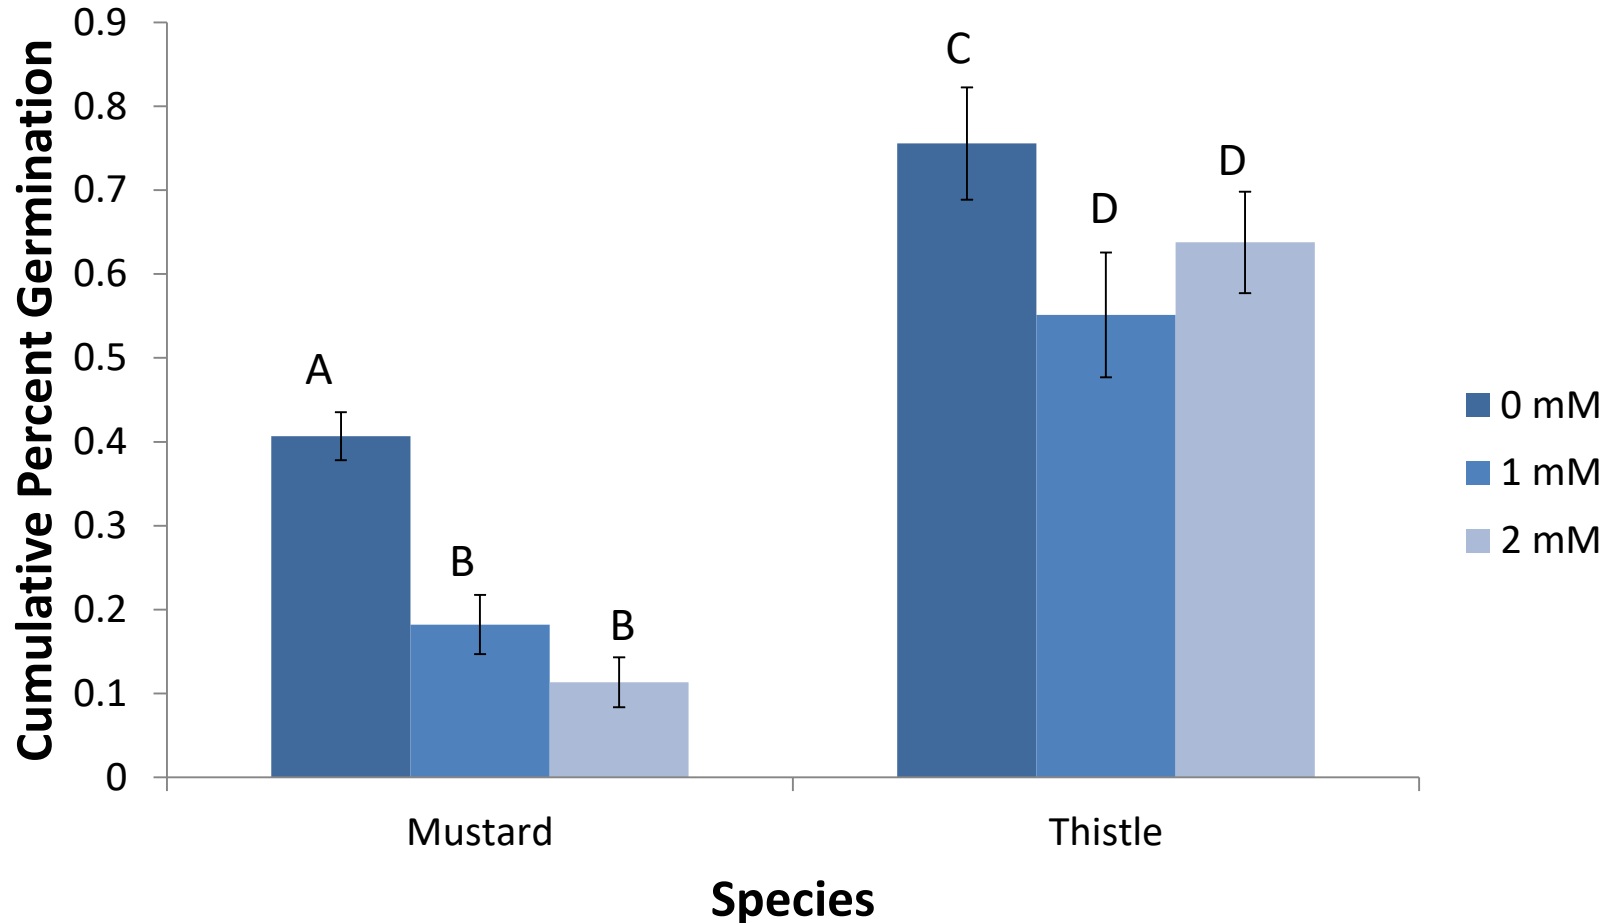 Cumulative Percent Germination
0.9
0.8
0.7
0.6
0.5
0.4
0.3
0.2
0.1
0
A
B
B
C
D
D
Mustard
Thistle
Species
0 mM
1 mM
2 mM